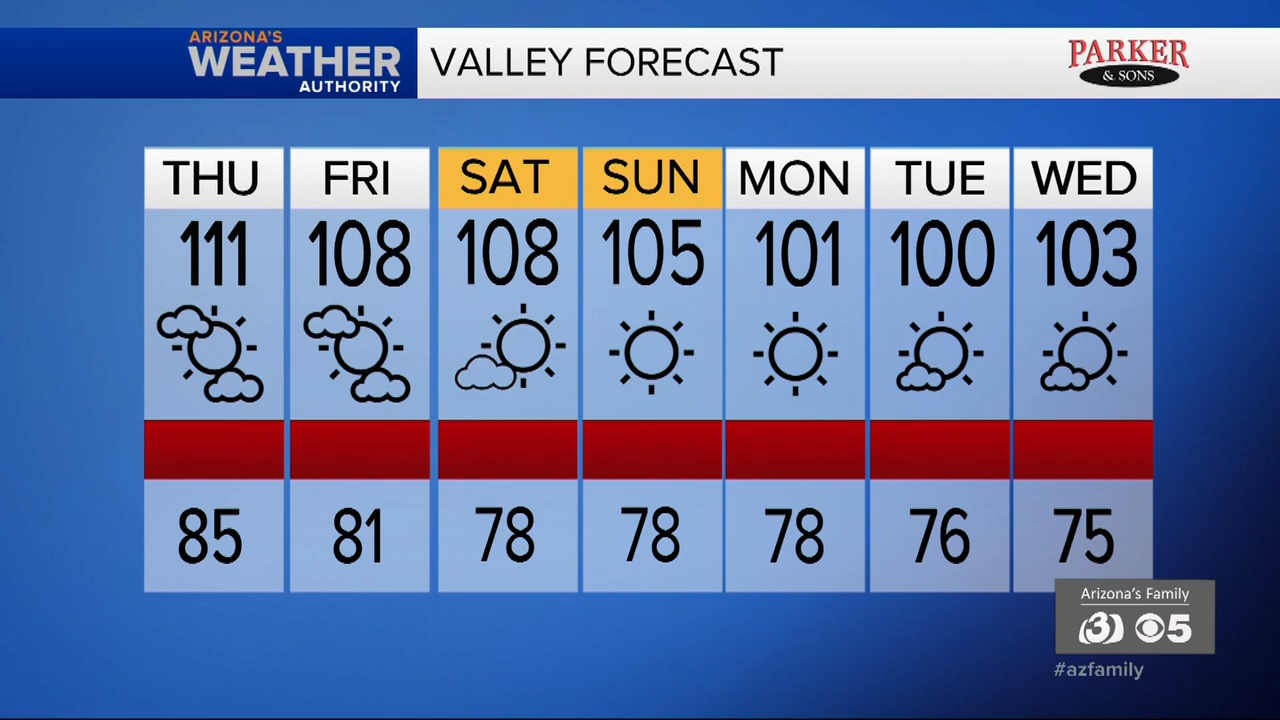 ARIZONA'S
WEATHER
AUTHORITY
VALLEY FORECAST
PARKER
& SONS
THU FRI SAT SUN MON TUE WED
111 108 108 105 101 100 103
85 81 78 78 78 76 75
Arizona's Family
3 5
#azfamily